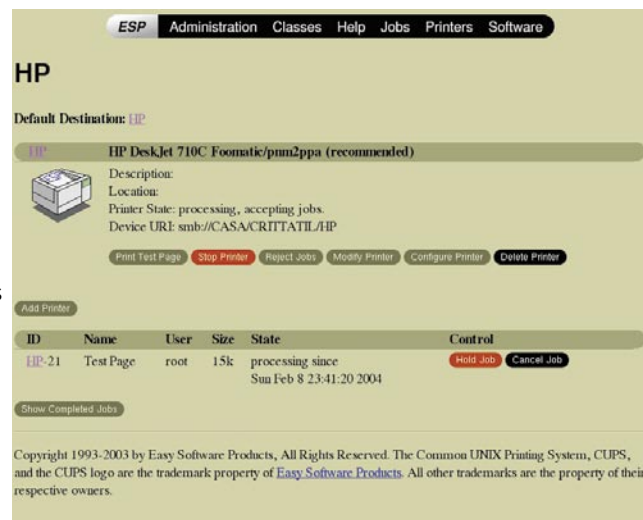 ESP Administration Classes Help Jobs Printers Software
HP
Default Destination: HP
HP HP DeskJet 710C Foomatic/pnm2ppa (recommended)
Description:
Location:
Printer State: processing, accepting jobs.
Device URI: smb://CASA/CRITTATIL/HP
Print Test Page Stop Printer Reject Jobs Modify Printer Configure Printer Delete Printer
s
Add Printer
ID Name User Size State Control
HP-21 Test Page root 15k processing since Hold Job Cancel Job
Sun Feb 8 23:41:20 2004
Show Completed Jobs
Copyright 1993-2003 by Easy Software Products, All Rights Reserved. The Common UNIX Printing System, CUPS,
and the CUPS logo are the trademark property of Easy Software Products. All other trademarks are the property of their
respective owners.